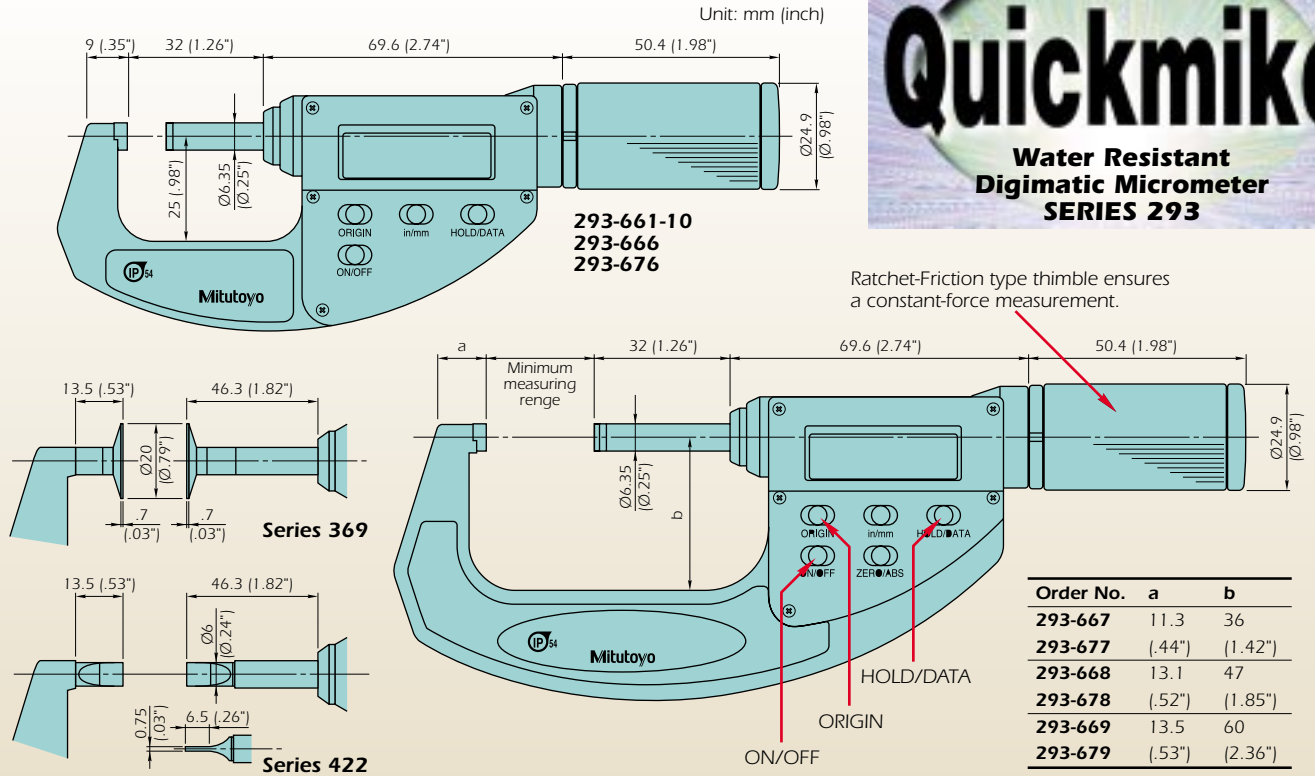 Unit: mm (inch)
9 (.35")
32 (1.26")
69.6 (2.74")
50.4 (1.98")
25 (.98")
Ø6.35
(Ø.25")
Ø24.9
(Ø.98")
ORIGIN
in/mm
HOLD/DATA
ON/OFF
IP 54
Mitutoyo
293-661-10
293-666
293-676
Quickmike
Water Resistant
Digimatic Micrometer
SERIES 293
Ratchet-Friction type thimble ensures
a constant-force measurement.
a
Minimum
measuring
range
32 (1.26")
69.6 (2.74")
50.4 (1.98")
Ø6.35
(Ø.25")
b
Ø24.9
(Ø.98")
ORIGIN
in/mm
HOLD/DATA
ON/OFF
ZERO/ABS
IP 54
Mitutoyo
HOLD/DATA
ORIGIN
ON/OFF
13.5 (.53")
46.3 (1.82")
Ø20
(Ø.79")
.7
(.03")
.7
(.03")
Series 369
13.5 (.53")
46.3 (1.82")
Ø6
(Ø.24")
0.75
(.03")
6.5 (.26")
Series 422
Order No. a b
293-667 11.3 36
293-677 (.44") (1.42")
293-668 13.1 47
293-678 (.52") (1.85")
293-669 13.5 60
293-679 (.53") (2.36")